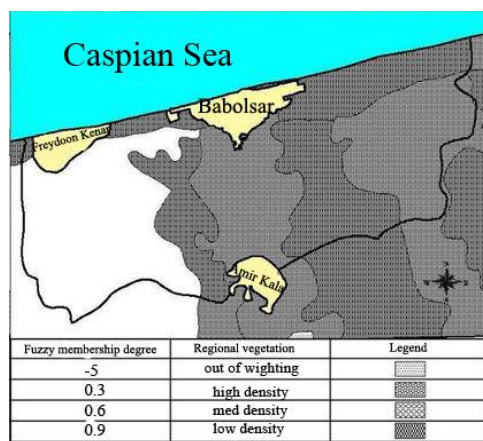 Caspian Sea
Babolsar
Freydoon Kenar
Amir Kala
Fuzzy membership degree Regional vegetation Legend
-5 out of wighting
0.3 high density
0.6 med density
0.9 low density